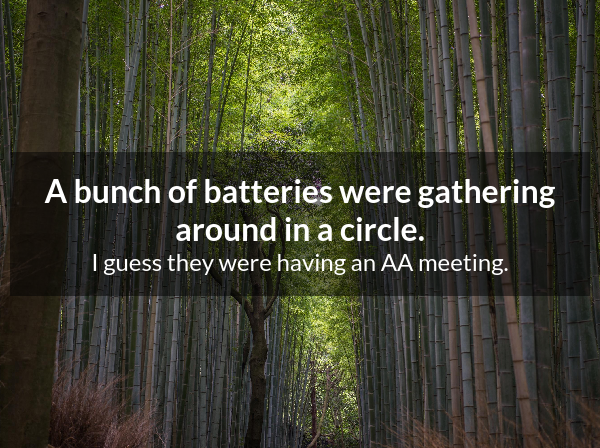 A bunch of batteries were gathering
around in a circle.
I guess they were having an AA meeting.